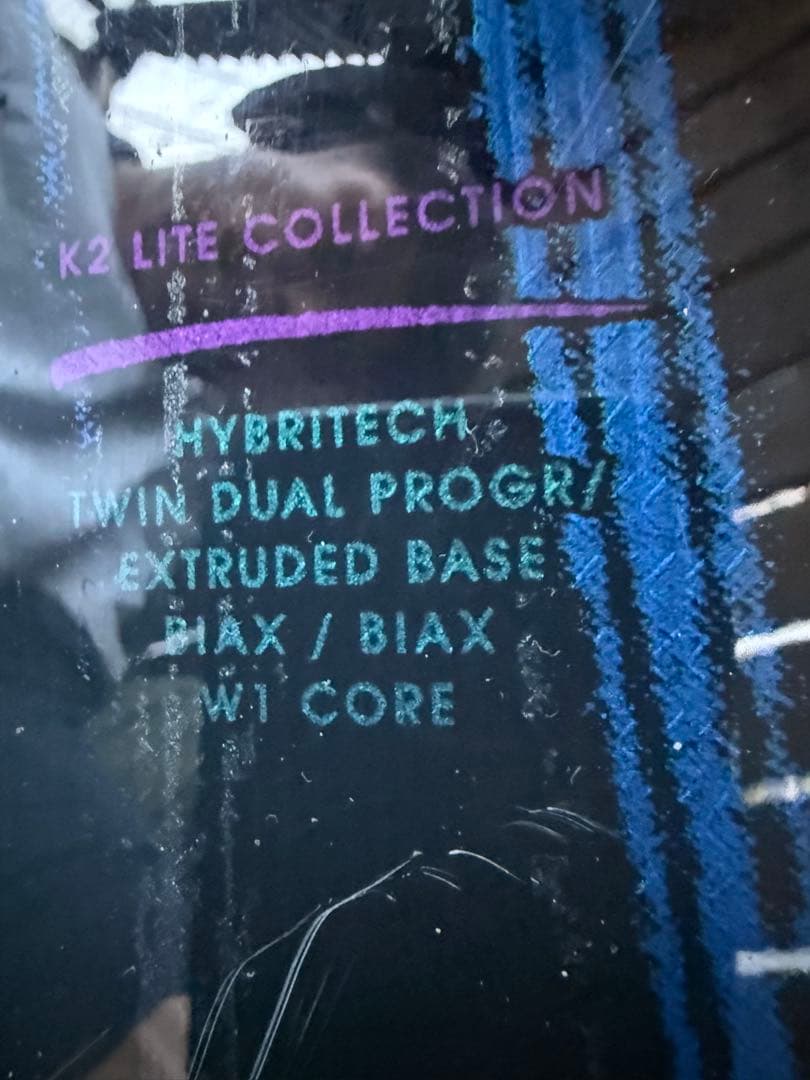 K2 LITE COLLECTION
HYBRITECH
TWIN DUAL PROGR/
EXTRUDED BASE
BIAX / BIAX
W1 CORE